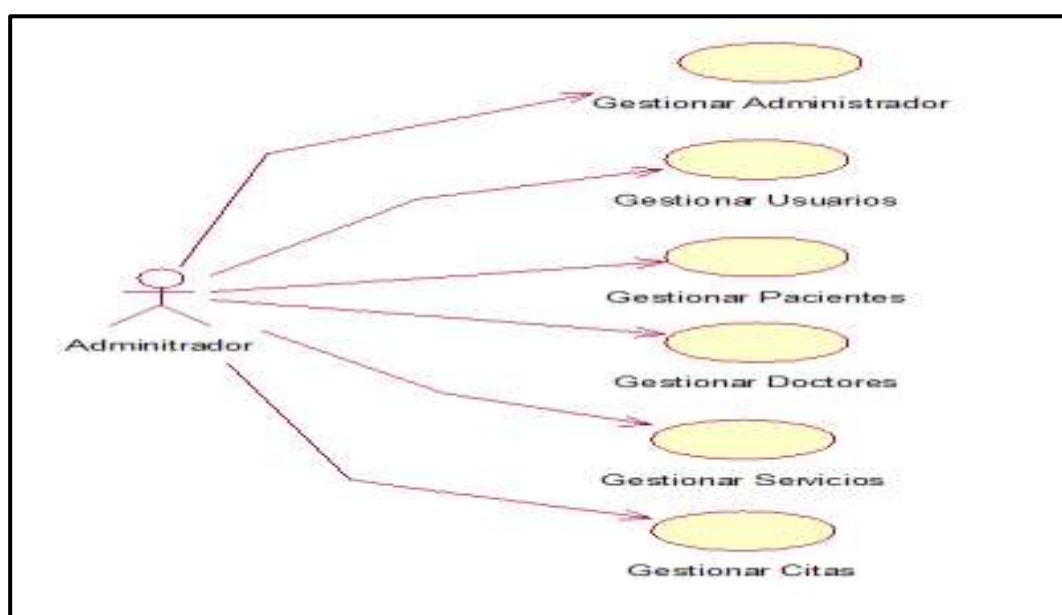 Gestionar Administrador
Gestionar Usuarios
Gestionar Pacientes
Adminitrador
Gestionar Doctores
Gestionar Servicios
Gestionar Citas